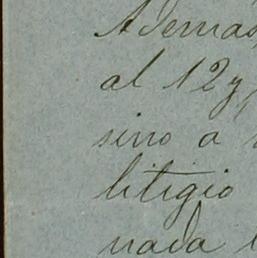 Ademas
al 12 y
sino a
litigio
nada